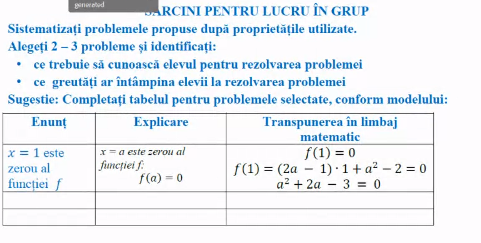 generated
SARCINI PENTRU LUCRU ÎN GRUP
Sistematizați problemele propuse după proprietățile utilizate.
Alegeți 2 – 3 probleme și identificați:
• ce trebuie să cunoască elevul pentru rezolvarea problemei
• ce greutăți ar întâmpina elevii la rezolvarea problemei
Sugestie: Completați tabelul pentru problemele selectate, conform modelului:
Enunț
Explicare
Transpunerea în limbaj
matematic
x = 1 este
zerou al
funcției f
x = a este zerou al
funcției f:
f(a) = 0
f(1) = 0
f(1) = (2a − 1) · 1 + a² − 2 = 0
a² + 2a − 3 = 0